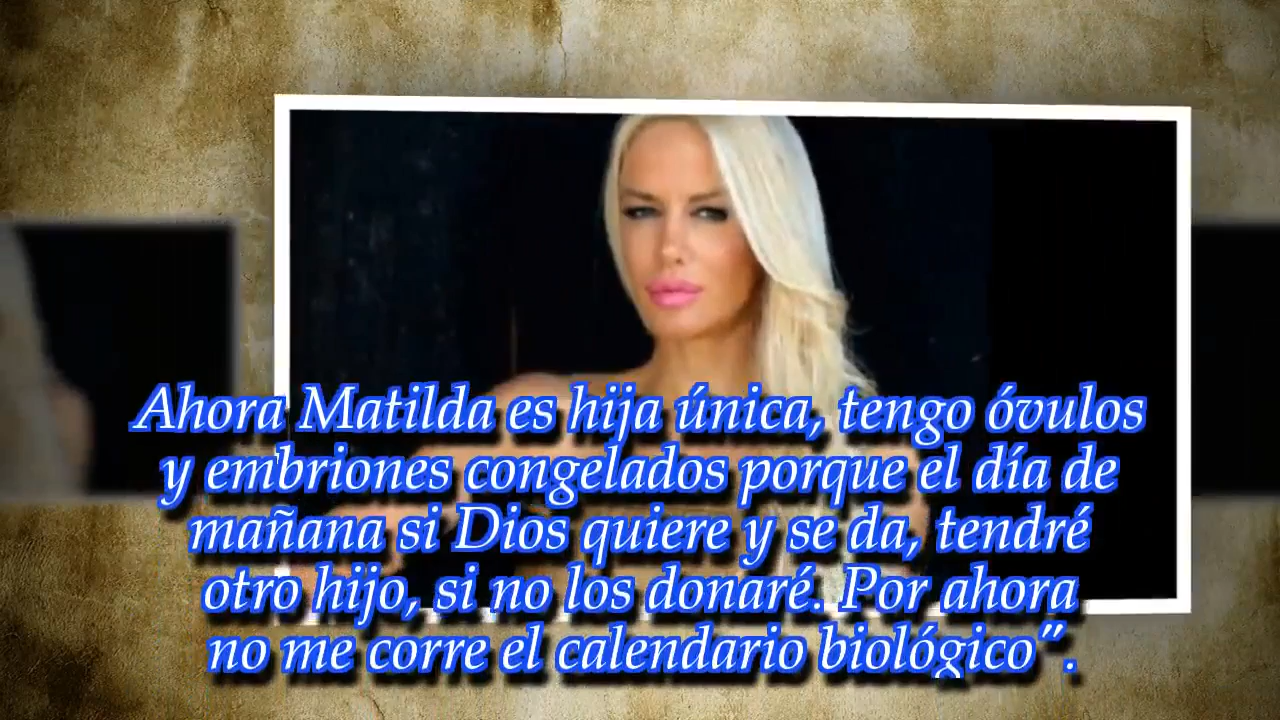 Ahora Matilda es hija única, tengo óvulos
y embriones congelados porque el día de
mañana si Dios quiere y se da, tendré
otro hijo, si no los donaré. Por ahora
no me corre el calendario biológico”.